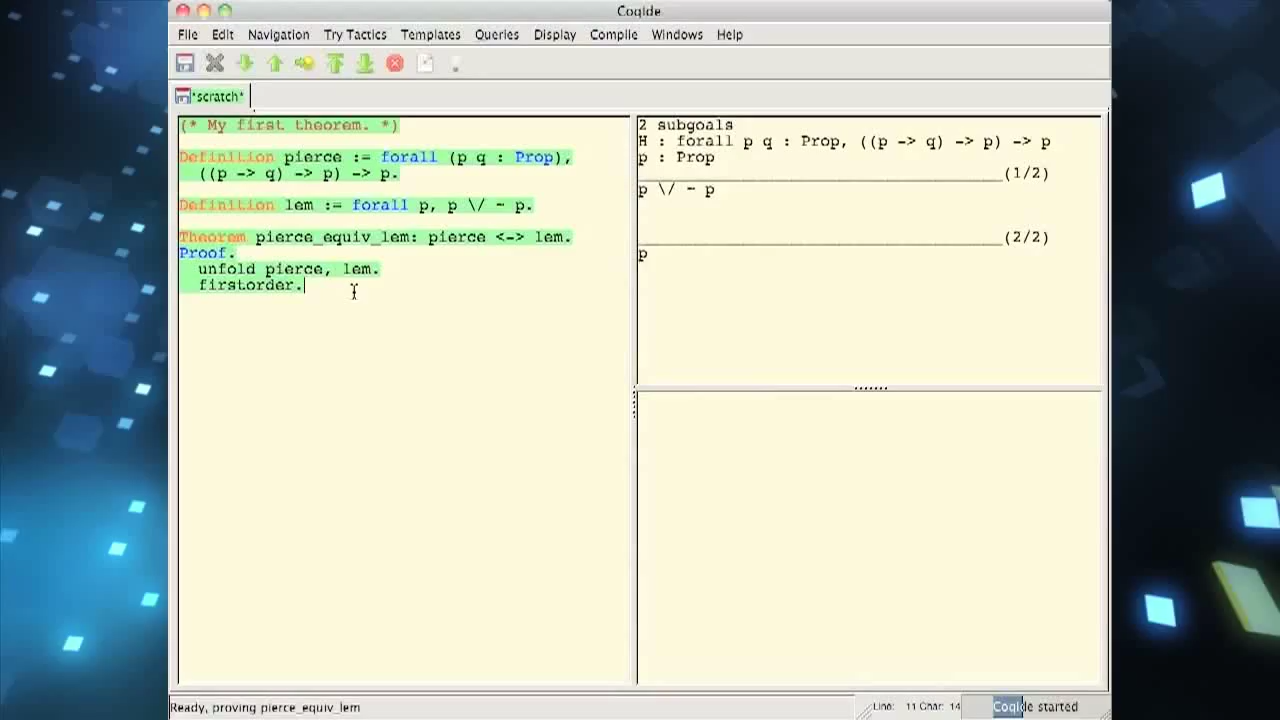 CoqIde
File Edit Navigation Try Tactics Templates Queries Display Compile Windows Help
*scratch*
(* My first theorem. *)
Definition pierce := forall (p q : Prop),
((p -> q) -> p) -> p.
Definition lem := forall p, p \/ ~ p.
Theorem pierce_equiv_lem: pierce <-> lem.
Proof.
unfold pierce, lem.
firstorder.
2 subgoals
H : forall p q : Prop, ((p -> q) -> p) -> p
p : Prop
______________________________________(1/2)
p \/ ~ p
______________________________________(2/2)
p
Ready, proving pierce_equiv_lem
Line: 11 Char: 14
CoqIde started